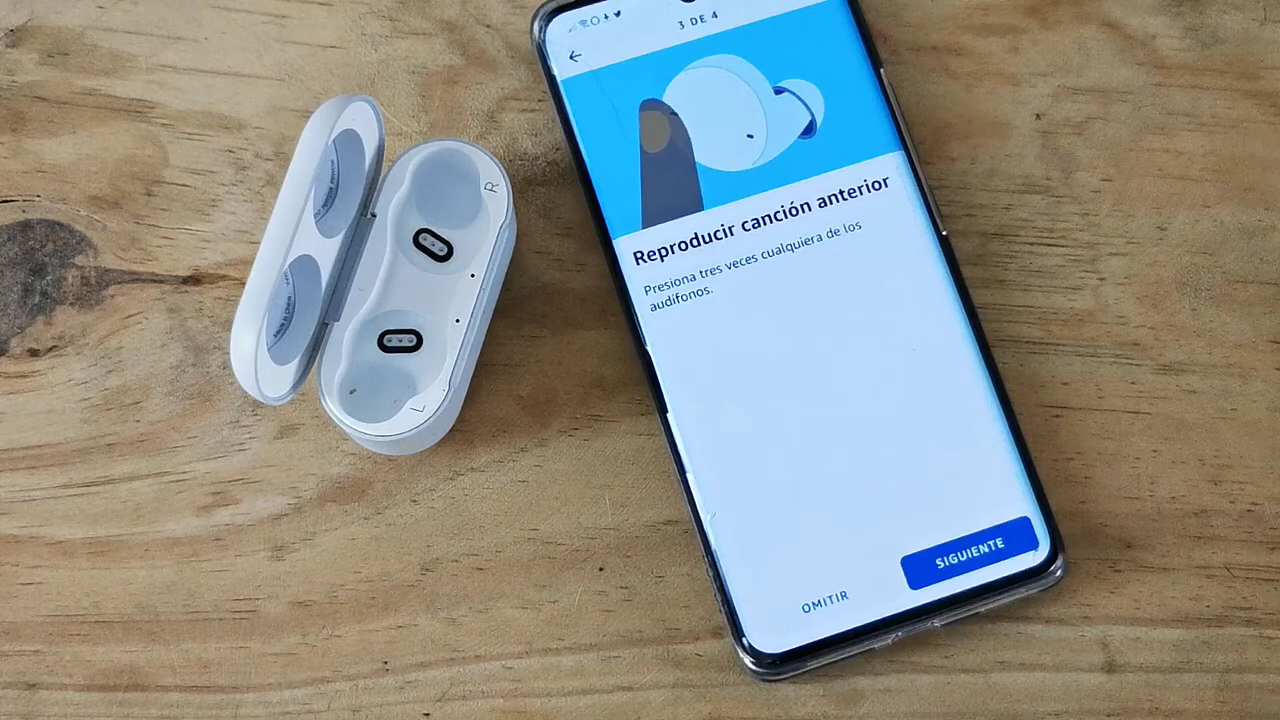 3 DE 4
Reproducir canción anterior
Presiona tres veces cualquiera de los
audífonos.
SIGUIENTE
OMITIR
R
L